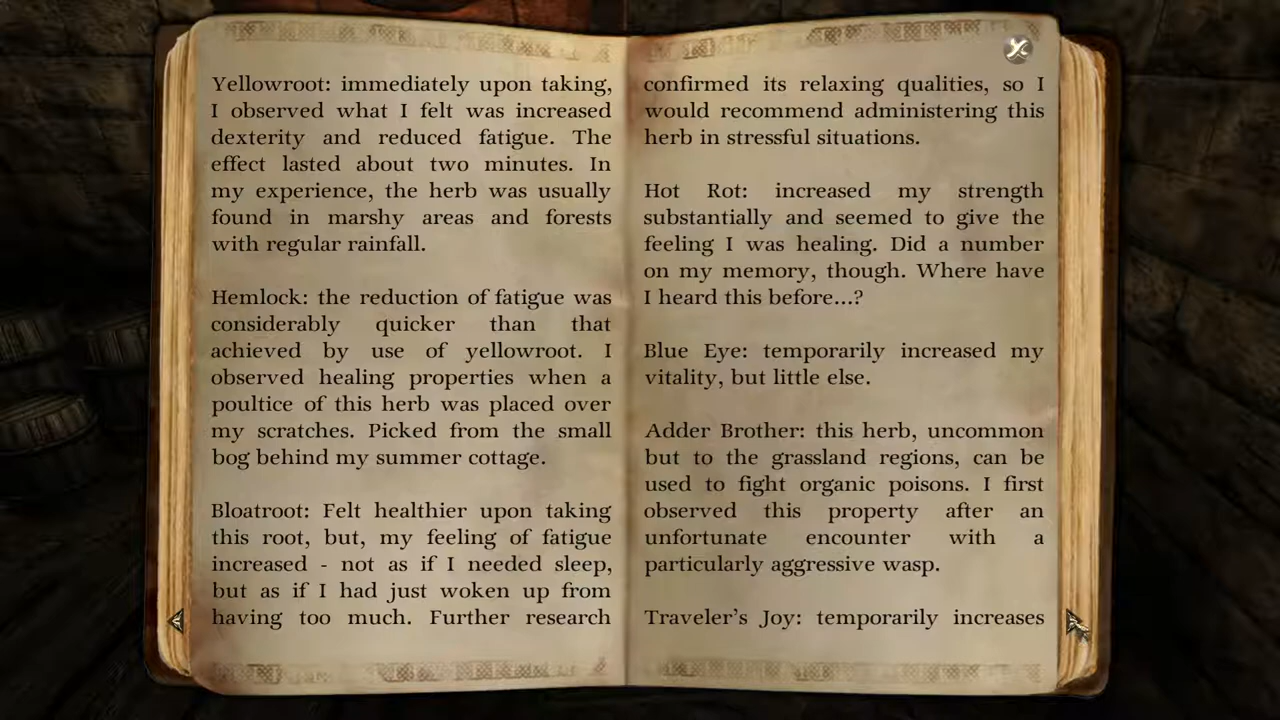 Yellowroot: immediately upon taking,
I observed what I felt was increased
dexterity and reduced fatigue. The
effect lasted about two minutes. In
my experience, the herb was usually
found in marshy areas and forests
with regular rainfall.
Hemlock: the reduction of fatigue was
considerably quicker than that
achieved by use of yellowroot. I
observed healing properties when a
poultice of this herb was placed over
my scratches. Picked from the small
bog behind my summer cottage.
Bloatroot: Felt healthier upon taking
this root, but, my feeling of fatigue
increased - not as if I needed sleep,
but as if I had just woken up from
having too much. Further research
confirmed its relaxing qualities, so I
would recommend administering this
herb in stressful situations.
Hot Rot: increased my strength
substantially and seemed to give the
feeling I was healing. Did a number
on my memory, though. Where have
I heard this before...?
Blue Eye: temporarily increased my
vitality, but little else.
Adder Brother: this herb, uncommon
but to the grassland regions, can be
used to fight organic poisons. I first
observed this property after an
unfortunate encounter with a
particularly aggressive wasp.
Traveler's Joy: temporarily increases